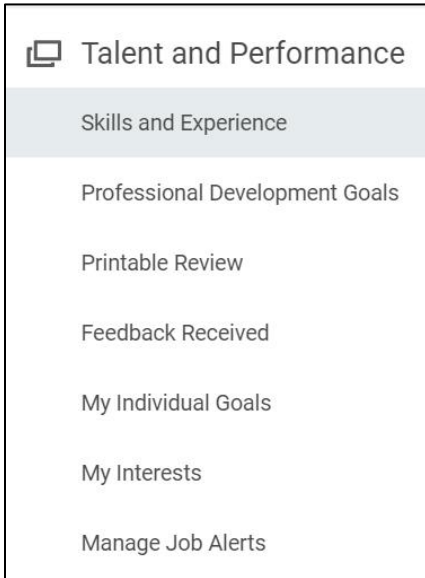 Talent and Performance
Skills and Experience
Professional Development Goals
Printable Review
Feedback Received
My Individual Goals
My Interests
Manage Job Alerts